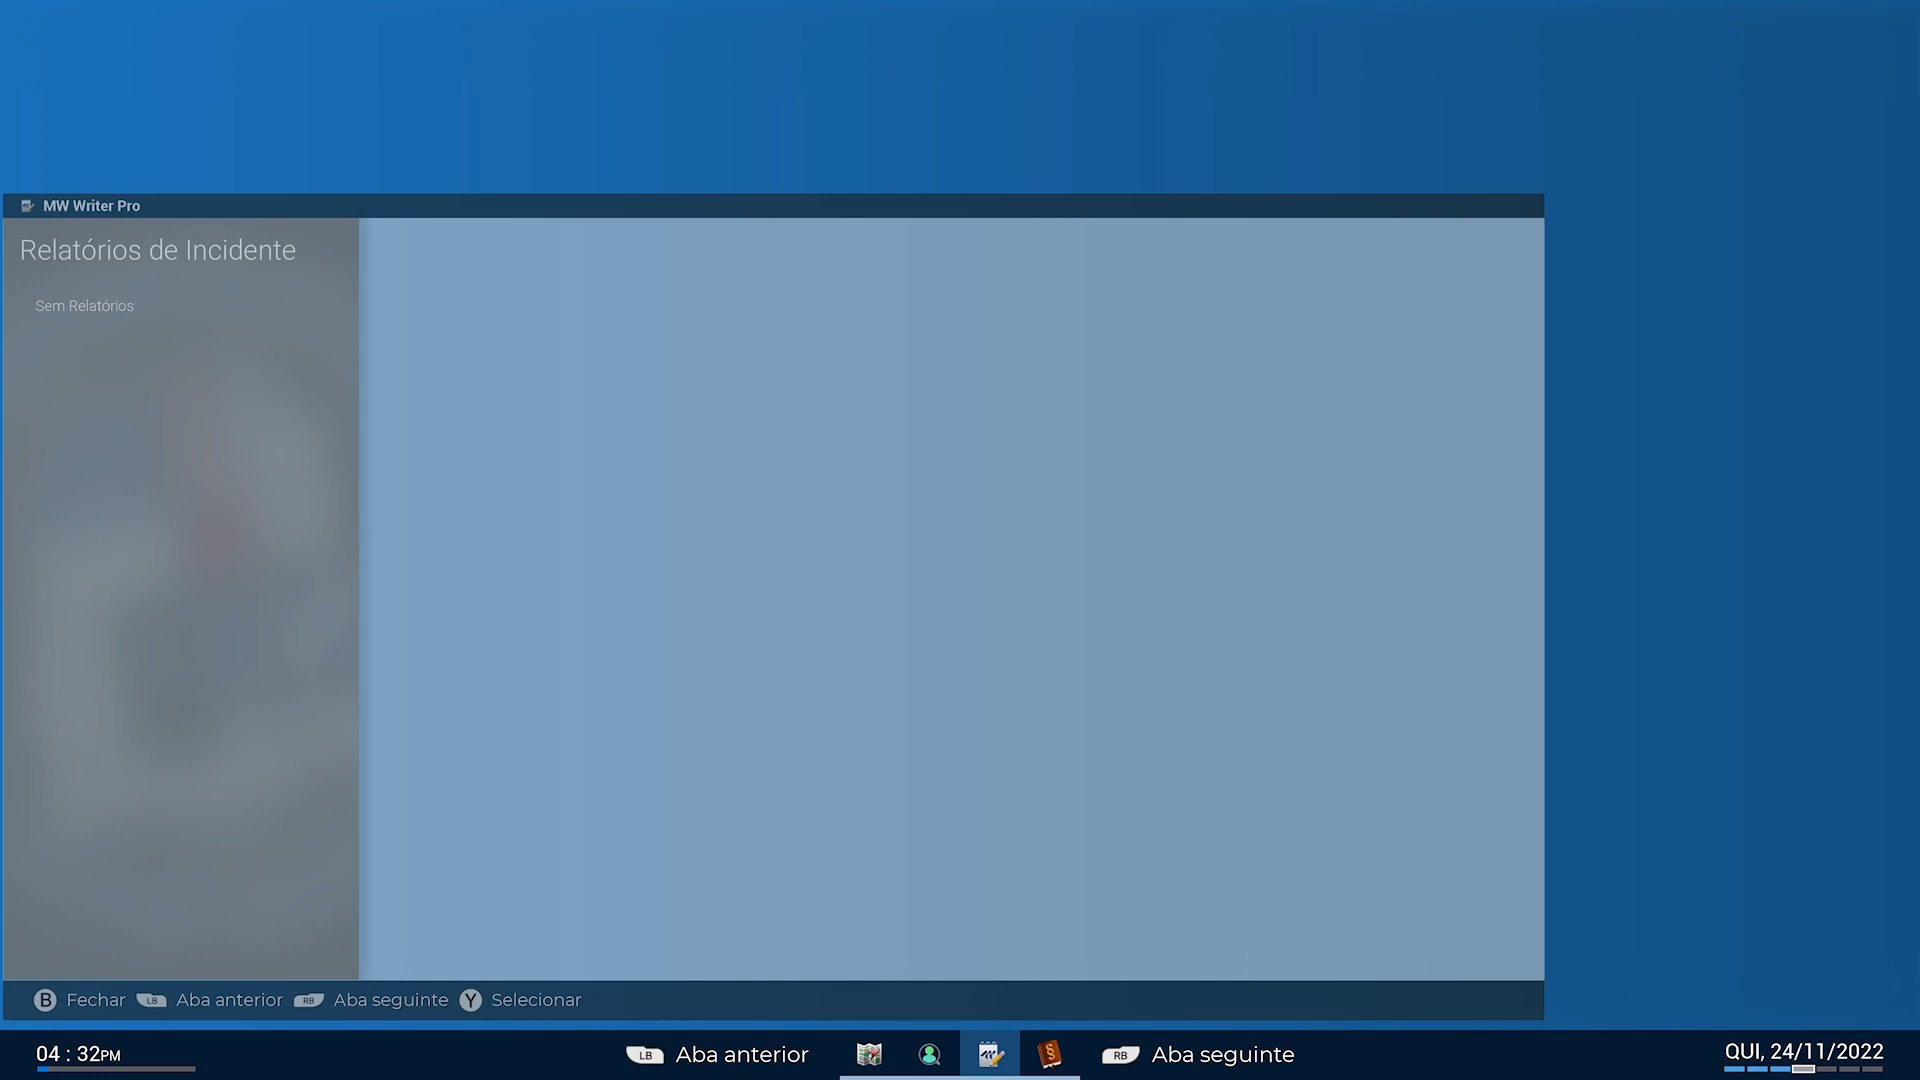 MW Writer Pro
Relatórios de Incidente
Sem Relatórios
B Fechar LB Aba anterior RB Aba seguinte Y Selecionar
04 : 32PM
LB Aba anterior
§
RB Aba seguinte
QUI, 24/11/2022